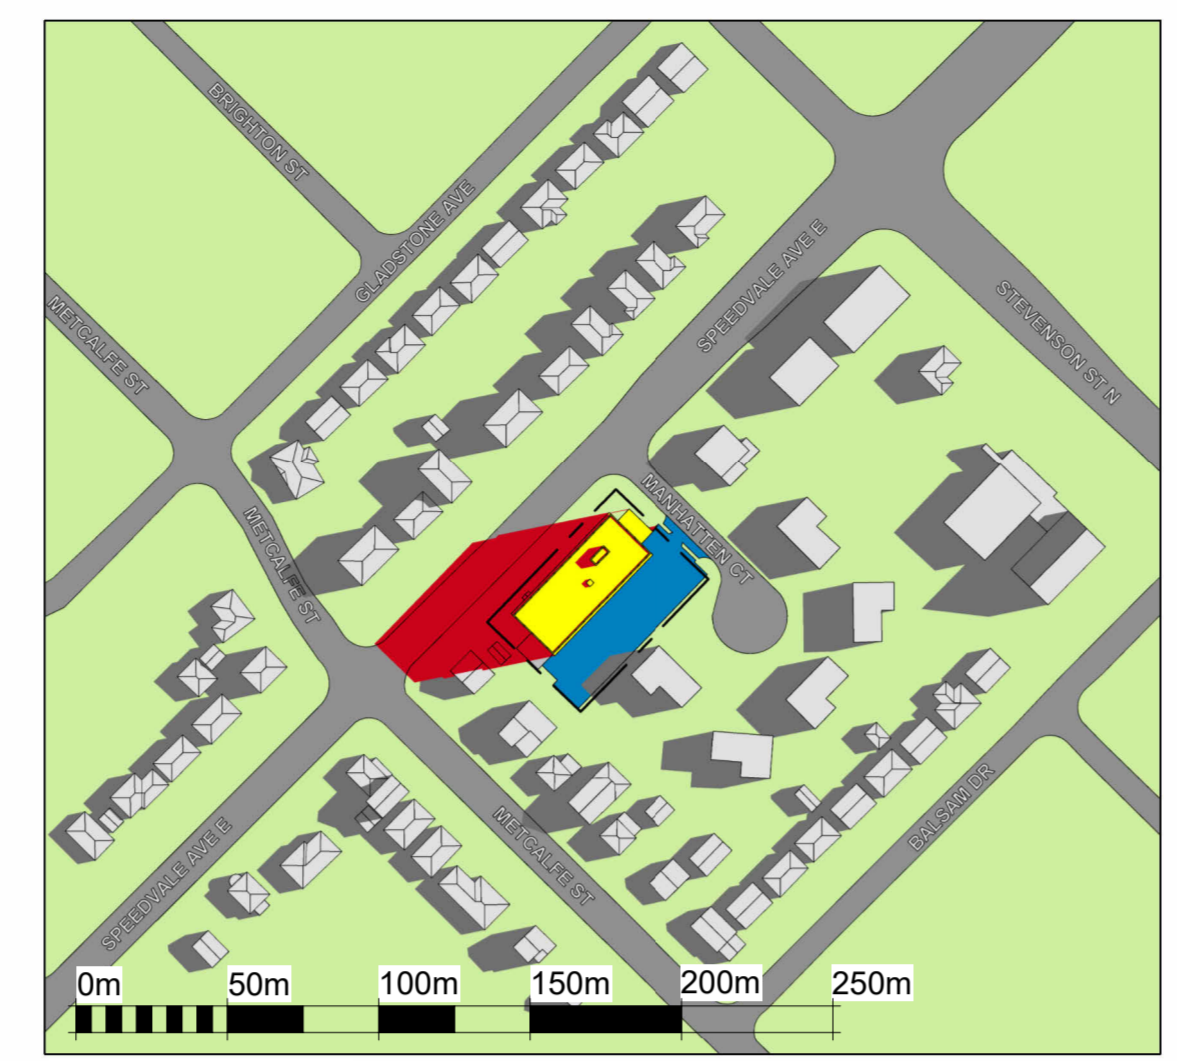 BRIGHTON ST
GLADSTONE AVE
METCALFE ST
SPEEDVALE AVE E
STEVENSON ST N
MANHATTEN CT
METCALFE ST
SPEEDVALE AVE E
METCALFE ST
BALSAM DR
0m 50m 100m 150m 200m 250m